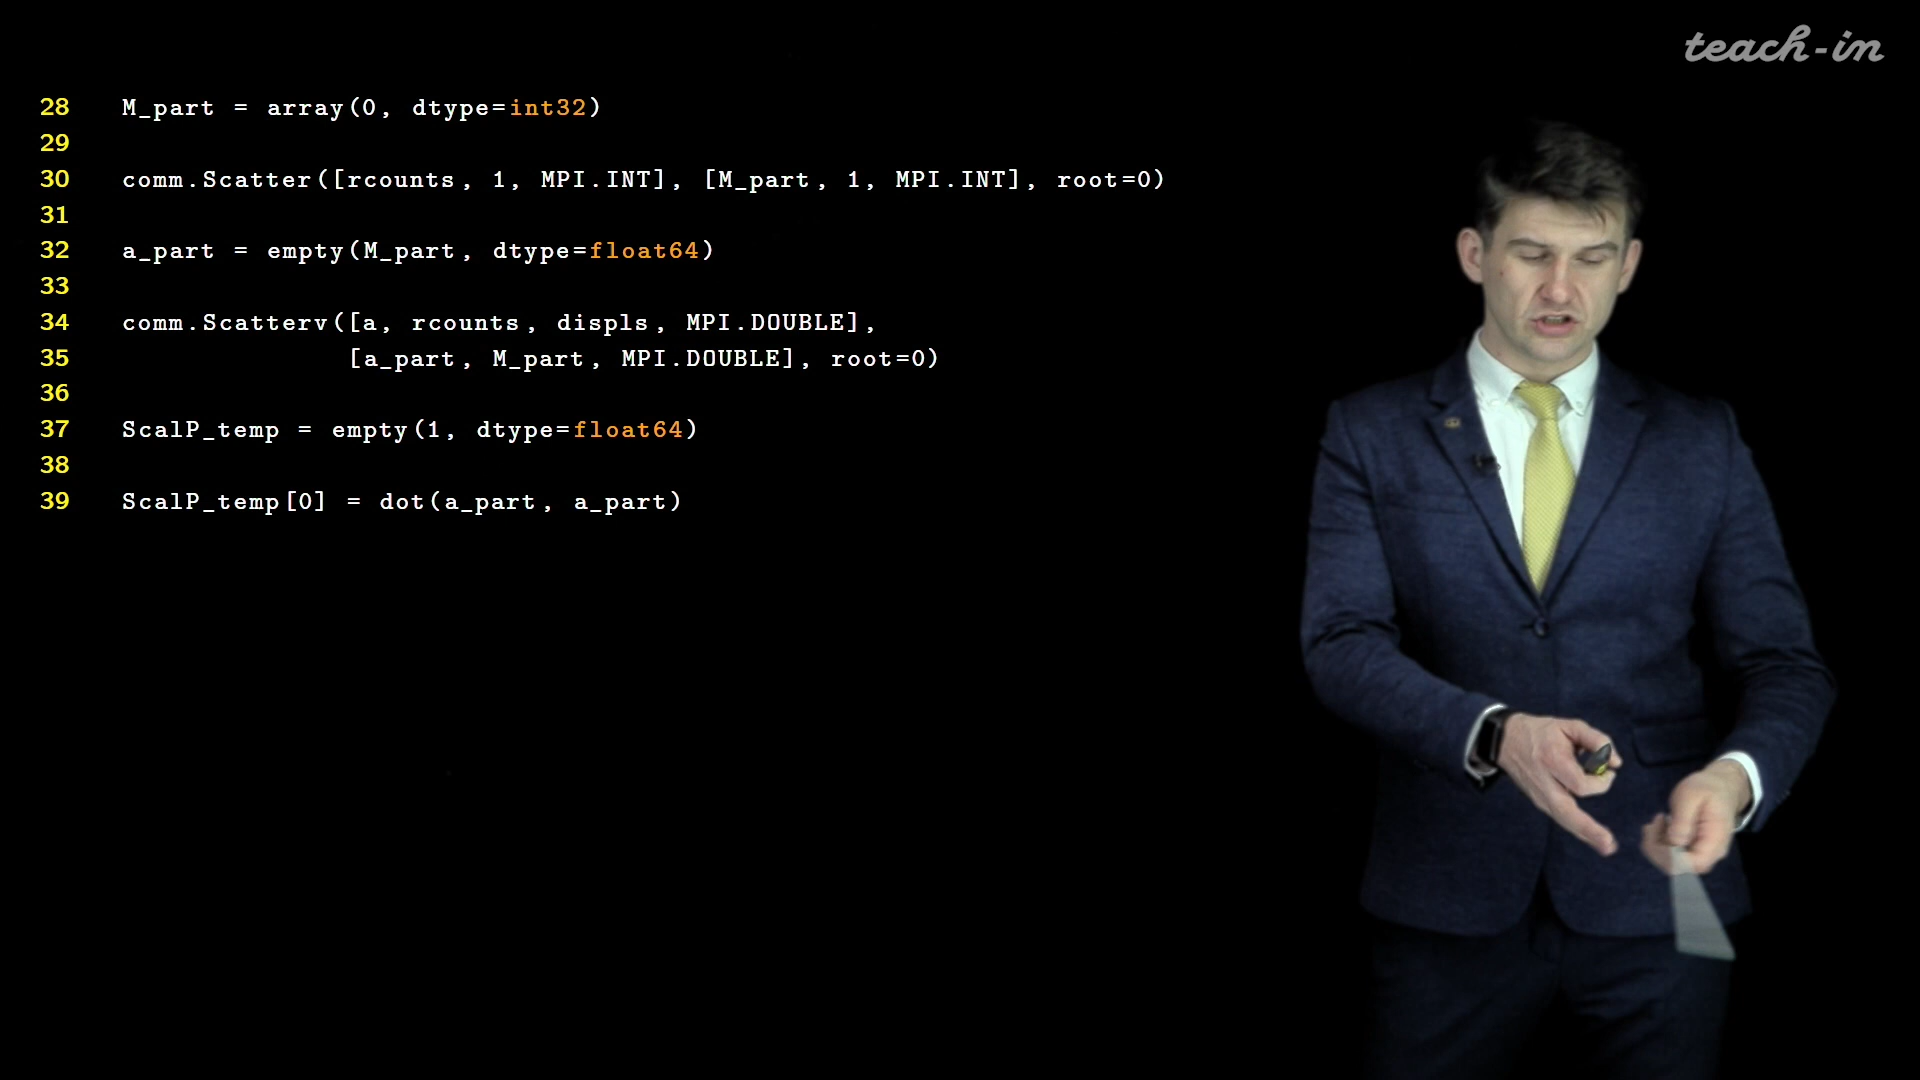 teach-in
28 M_part = array(0, dtype=int32)
29
30 comm.Scatter([rcounts, 1, MPI.INT], [M_part, 1, MPI.INT], root=0)
31
32 a_part = empty(M_part, dtype=float64)
33
34 comm.Scatterv([a, rcounts, displs, MPI.DOUBLE],
35 [a_part, M_part, MPI.DOUBLE], root=0)
36
37 ScalP_temp = empty(1, dtype=float64)
38
39 ScalP_temp[0] = dot(a_part, a_part)